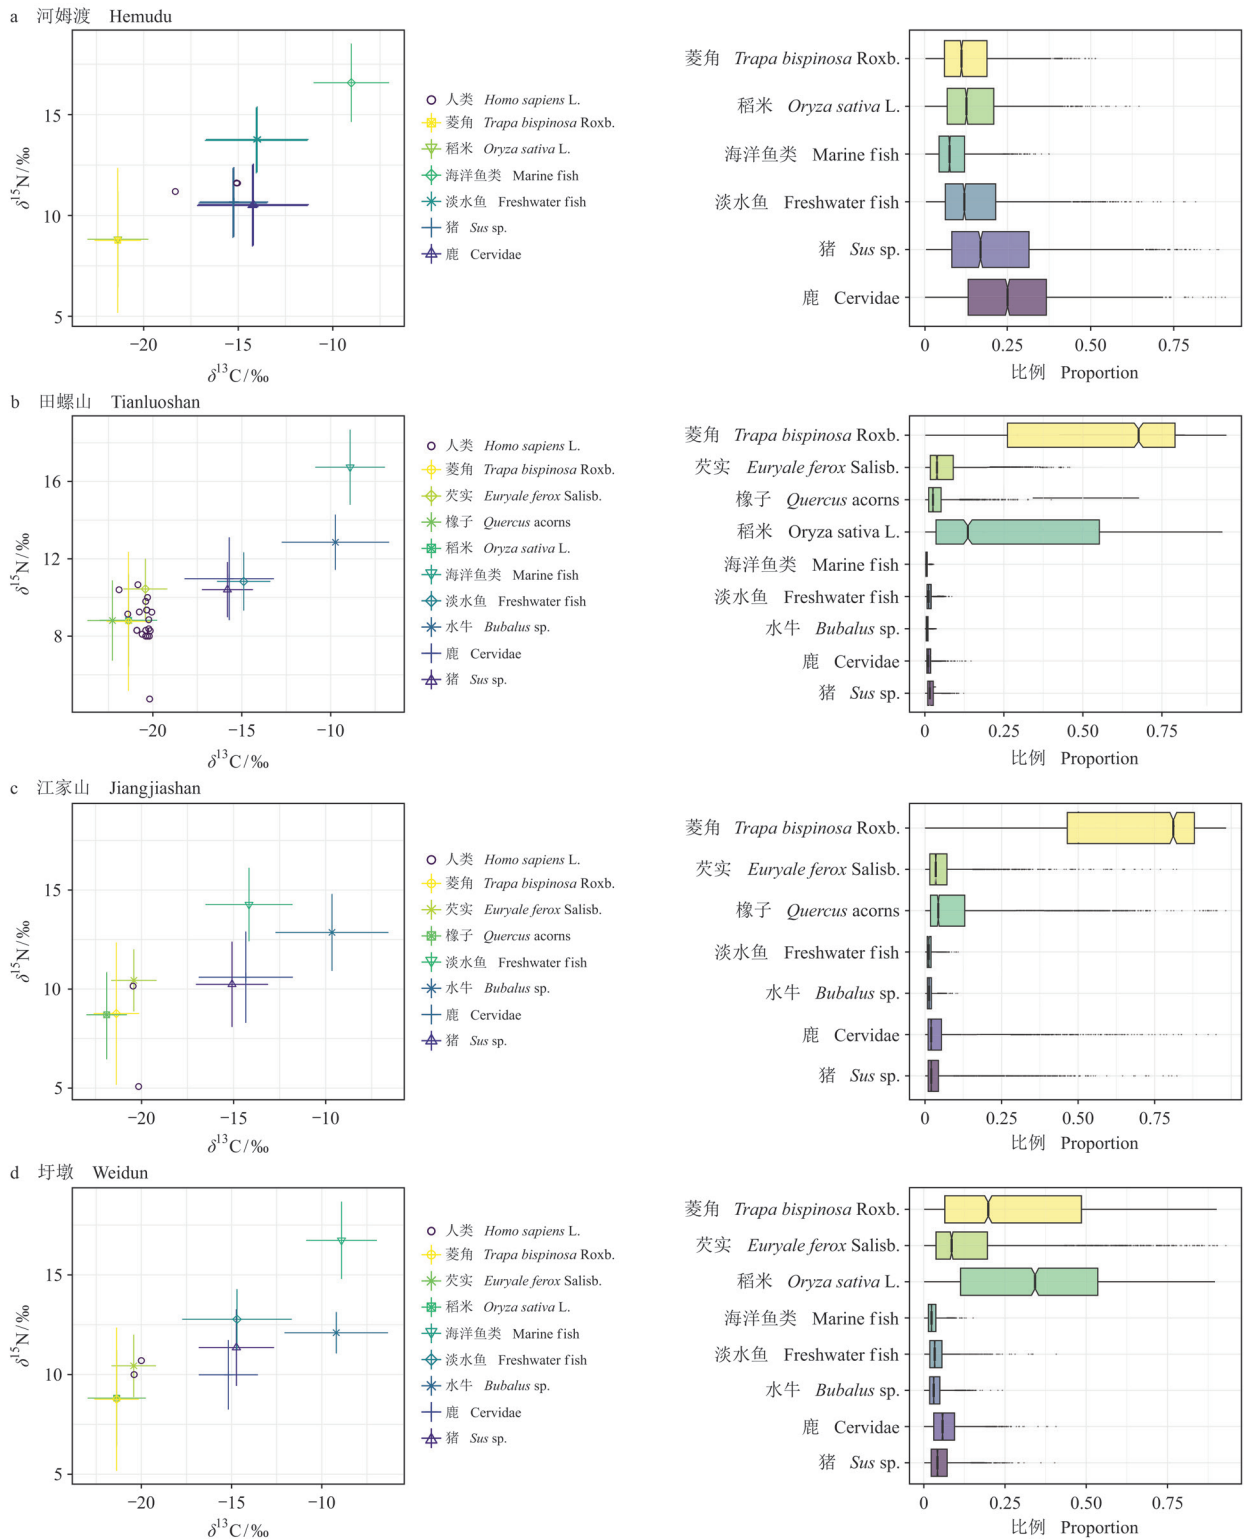 a 河姆渡 Hemudu
15
10
5
δ15N/‰
−20
−15
−10
δ13C/‰
人类 Homo sapiens L.
菱角 Trapa bispinosa Roxb.
稻米 Oryza sativa L.
海洋鱼类 Marine fish
淡水鱼 Freshwater fish
猪 Sus sp.
鹿 Cervidae
菱角 Trapa bispinosa Roxb.
稻米 Oryza sativa L.
海洋鱼类 Marine fish
淡水鱼 Freshwater fish
猪 Sus sp.
鹿 Cervidae
0 0.25 0.50 0.75
比例 Proportion
b 田螺山 Tianluoshan
16
12
8
δ15N/‰
−20
−15
−10
δ13C/‰
人类 Homo sapiens L.
菱角 Trapa bispinosa Roxb.
芡实 Euryale ferox Salisb.
橡子 Quercus acorns
稻米 Oryza sativa L.
海洋鱼类 Marine fish
淡水鱼 Freshwater fish
水牛 Bubalus sp.
鹿 Cervidae
猪 Sus sp.
菱角 Trapa bispinosa Roxb.
芡实 Euryale ferox Salisb.
橡子 Quercus acorns
稻米 Oryza sativa L.
海洋鱼类 Marine fish
淡水鱼 Freshwater fish
水牛 Bubalus sp.
鹿 Cervidae
猪 Sus sp.
0 0.25 0.50 0.75
比例 Proportion
c 江家山 Jiangjiashan
15
10
5
δ15N/‰
−20
−15
−10
δ13C/‰
人类 Homo sapiens L.
菱角 Trapa bispinosa Roxb.
芡实 Euryale ferox Salisb.
橡子 Quercus acorns
淡水鱼 Freshwater fish
水牛 Bubalus sp.
鹿 Cervidae
猪 Sus sp.
菱角 Trapa bispinosa Roxb.
芡实 Euryale ferox Salisb.
橡子 Quercus acorns
淡水鱼 Freshwater fish
水牛 Bubalus sp.
鹿 Cervidae
猪 Sus sp.
0 0.25 0.50 0.75
比例 Proportion
d 圩墩 Weidun
15
10
5
δ15N/‰
−20
−15
−10
δ13C/‰
人类 Homo sapiens L.
菱角 Trapa bispinosa Roxb.
芡实 Euryale ferox Salisb.
稻米 Oryza sativa L.
海洋鱼类 Marine fish
淡水鱼 Freshwater fish
水牛 Bubalus sp.
鹿 Cervidae
猪 Sus sp.
菱角 Trapa bispinosa Roxb.
芡实 Euryale ferox Salisb.
稻米 Oryza sativa L.
海洋鱼类 Marine fish
淡水鱼 Freshwater fish
水牛 Bubalus sp.
鹿 Cervidae
猪 Sus sp.
0 0.25 0.50 0.75
比例 Proportion